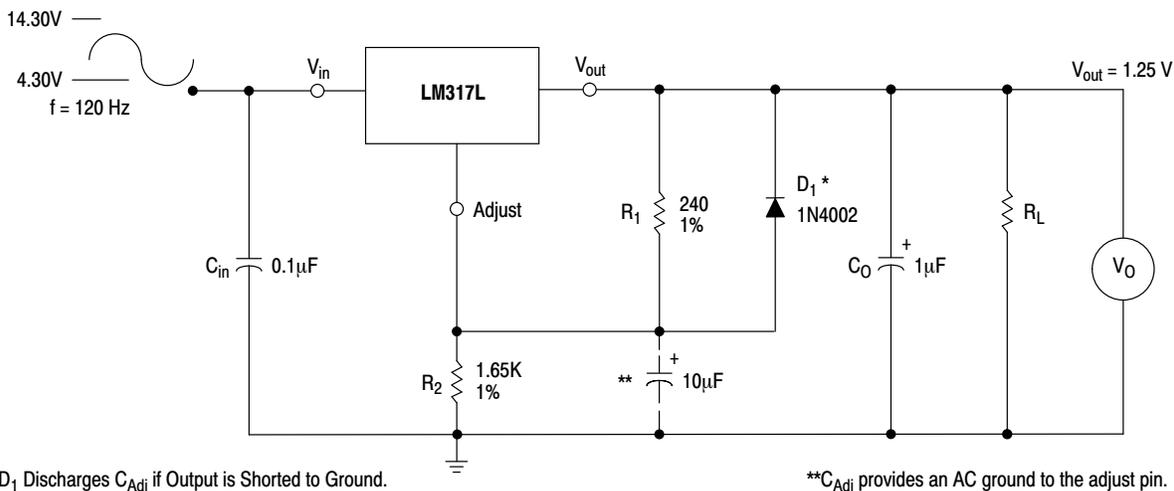 14.30V
4.30V
f = 120 Hz
Vin
LM317L
Vout
Vout = 1.25 V
Adjust
R1
240
1%
D1 *
1N4002
RL
Cin
0.1μF
CO
+
1μF
VO
R2
1.65K
1%
**
+
10μF
D1 Discharges CAdj if Output is Shorted to Ground.
**CAdj provides an AC ground to the adjust pin.